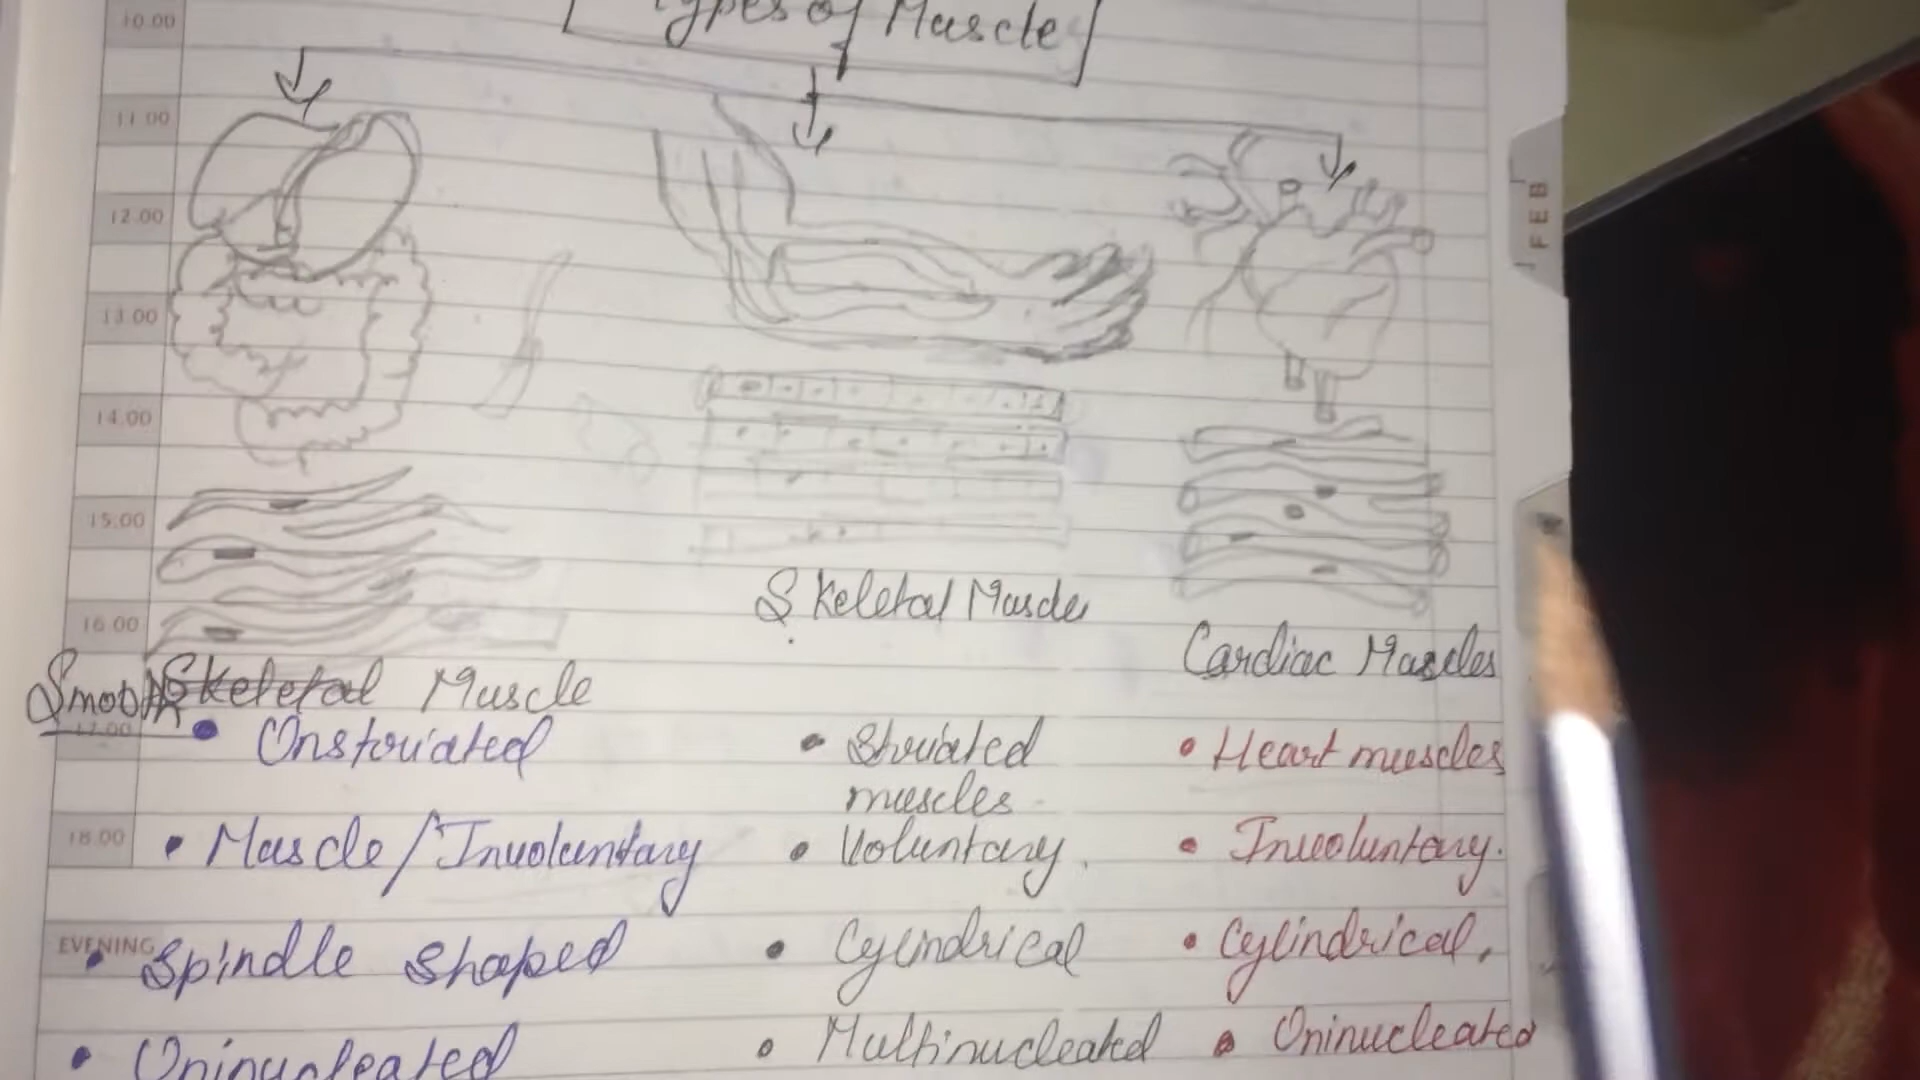 Types of Muscle
10.00
11.00
12.00
13.00
14.00
15.00
16.00
17.00
18.00
EVENING
FEB
Skeletal Muscle
Cardiac Muscles
Smooth Skeletal Muscle
• Unstriated
• Muscle/Involuntary
• Spindle shaped
• Uninucleated
• Striated
muscles
• Voluntary.
• Cylindrical
• Multinucleated
• Heart muscles
• Involuntary.
• Cylindrical.
• Uninucleated